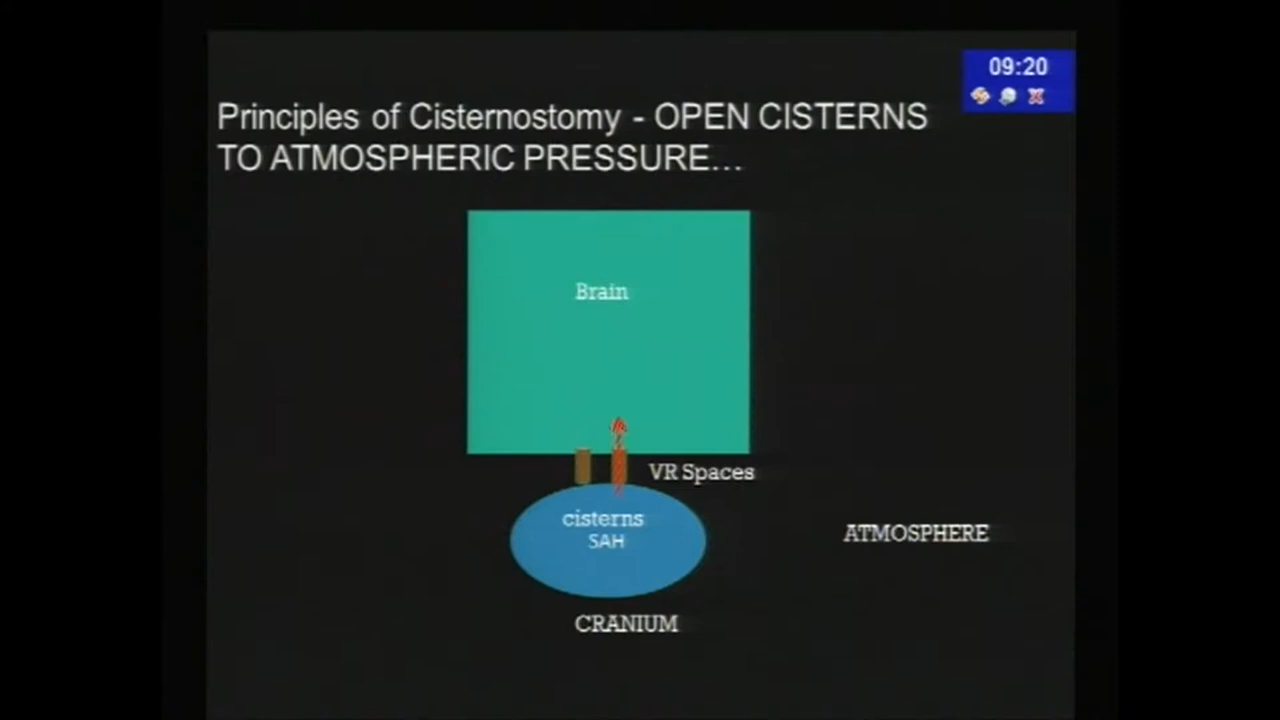 09:20
Principles of Cisternostomy - OPEN CISTERNS
TO ATMOSPHERIC PRESSURE...
Brain
VR Spaces
cisterns
SAH
ATMOSPHERE
CRANIUM